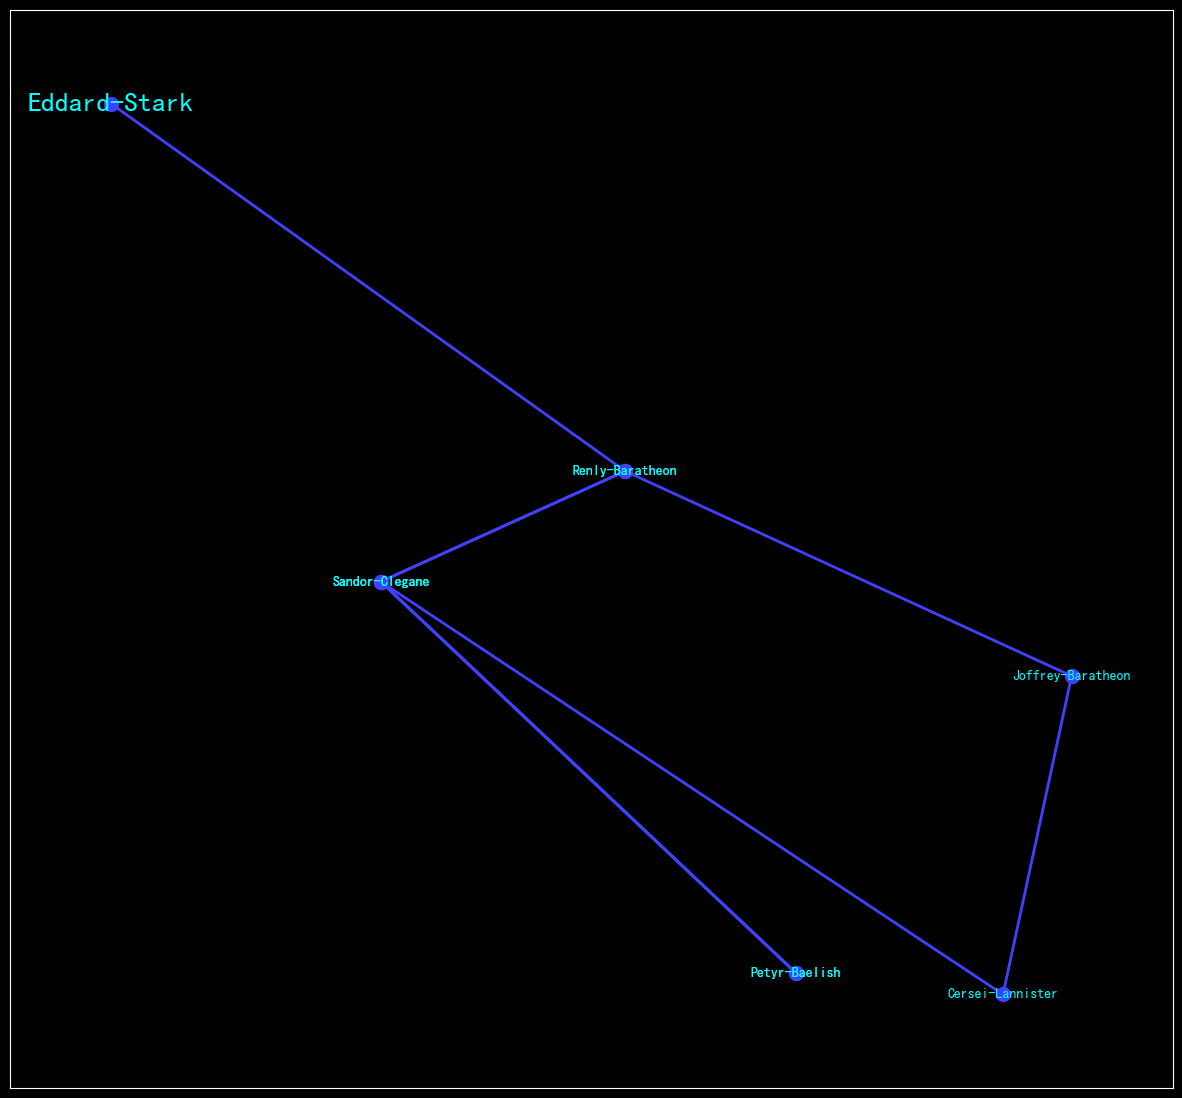 Eddard-Stark
Renly-Baratheon
Sandor-Clegane
Joffrey-Baratheon
Petyr-Baelish
Cersei-Lannister